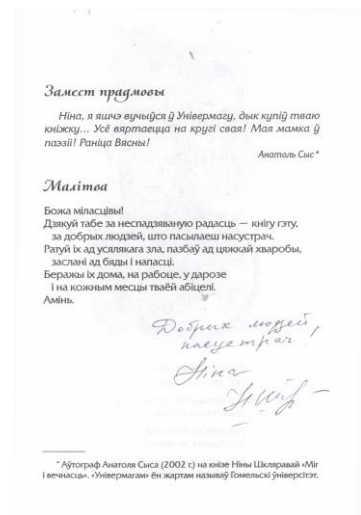 Замест прадмовы
Ніна, я яшчэ вучыўся ў Універмагу, дык купіў тваю
кніжку... Усё вяртаецца на кругі свая! Мая мамка ў
паэзіі! Раніца Вясны!
Анатоль Сыс*
Малітва
Божа міласцівы!
Дзякуй табе за неспадзяваную радасць — кнігу гэту,
за добрых людзей, што пасылаеш насустрач.
Ратуй іх ад усялякага зла, пазбаў ад цяжкай хваробы,
заслані ад бяды і напасці.
Беражы іх дома, на рабоце, у дарозе
і на кожным месцы тваёй абіцелі.
Амінь.
Добрых людзей,
насустрач
Ніна
* Аўтограф Анатоля Сыса (2002 г.) на кнізе Ніны Шкляравай «Міг
і вечнасць». «Універмагам» ён жартам называў Гомельскі ўніверсітэт.